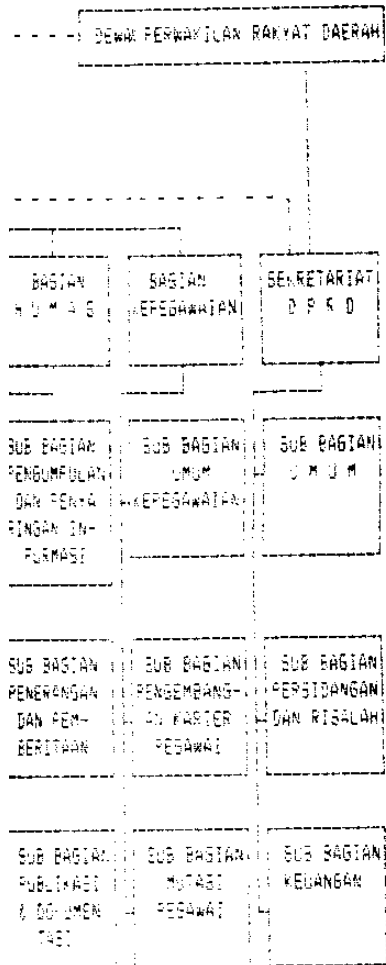 DEWAN PERWAKILAN RAKYAT DAERAH
BAGIAN
H U M A S
BAGIAN
KEPEGAWAIAN
SEKRETARIAT
D P R D
SUB BAGIAN
PENGUMPULAN
DAN PENYA
RINGAN IN-
FORMASI
SUB BAGIAN
UMUM
KEPEGAWAIAN
SUB BAGIAN
U M U M
SUB BAGIAN
PENERANGAN
DAN PEM-
BERITAAN
SUB BAGIAN
PENGEMBANG-
AN KARIER
PEGAWAI
SUB BAGIAN
PERSIDANGAN
DAN RISALAH
SUB BAGIAN
PUBLIKASI
& DOKUMEN
TASI
SUB BAGIAN
MUTASI
PEGAWAI
SUB BAGIAN
KEUANGAN